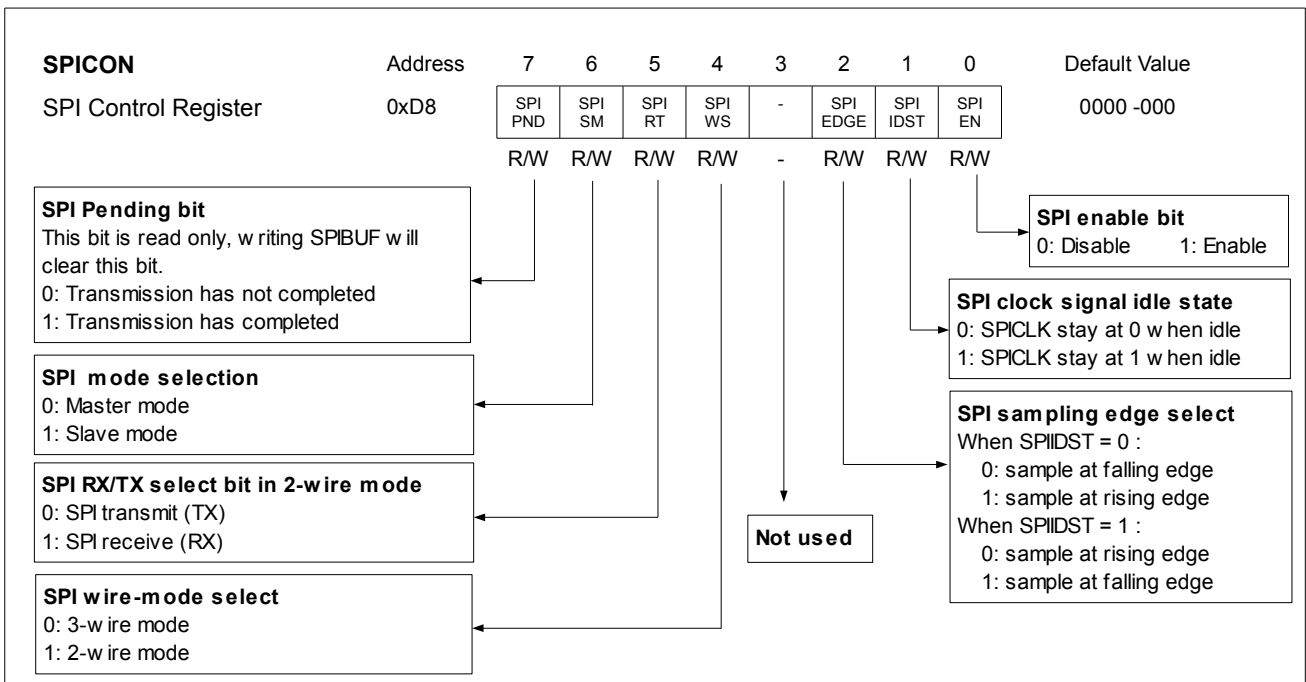 SPICON Address 7 6 5 4 3 2 1 0 Default Value
SPI Control Register 0xD8 SPI PND SPI SM SPI RT SPI WS - SPI EDGE SPI IDST SPI EN 0000 -000
R/W R/W R/W R/W - R/W R/W R/W
SPI Pending bit
This bit is read only, writing SPIBUF will
clear this bit.
0: Transmission has not completed
1: Transmission has completed
SPI mode selection
0: Master mode
1: Slave mode
SPI RX/TX select bit in 2-wire mode
0: SPI transmit (TX)
1: SPI receive (RX)
SPI wire-mode select
0: 3-wire mode
1: 2-wire mode
Not used
SPI enable bit
0: Disable 1: Enable
SPI clock signal idle state
0: SPICLK stay at 0 when idle
1: SPICLK stay at 1 when idle
SPI sampling edge select
When SPIIDST = 0 :
0: sample at falling edge
1: sample at rising edge
When SPIIDST = 1 :
0: sample at rising edge
1: sample at falling edge